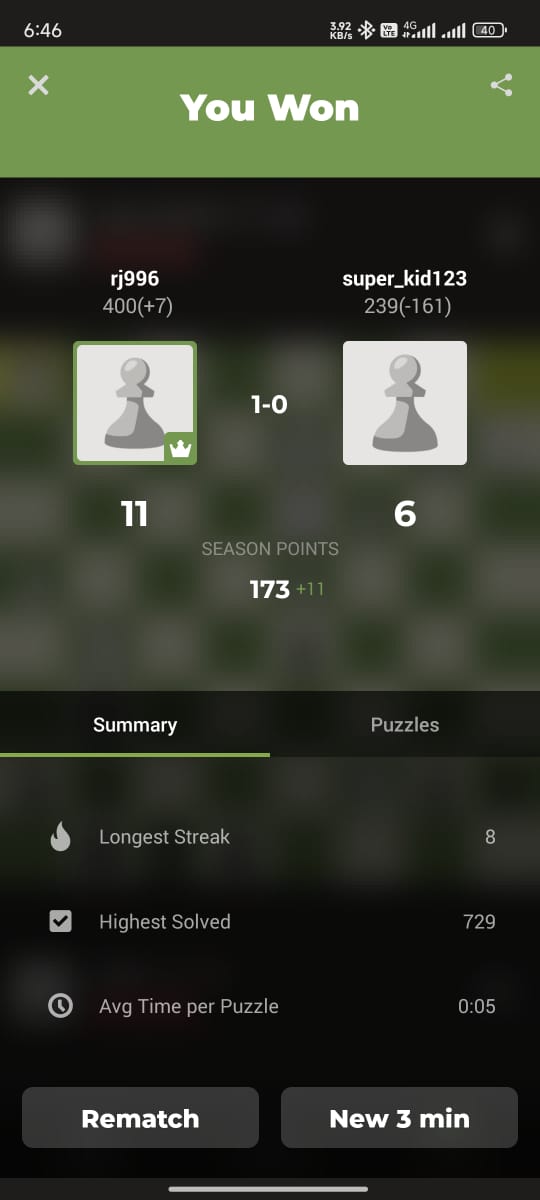 6:46
3.92
KB/s
Vo
LTE
4G
40
You Won
rj996
super_kid123
400(+7)
239(-161)
1-0
11
6
SEASON POINTS
173 +11
Summary
Puzzles
Longest Streak
8
Highest Solved
729
Avg Time per Puzzle
0:05
Rematch
New 3 min